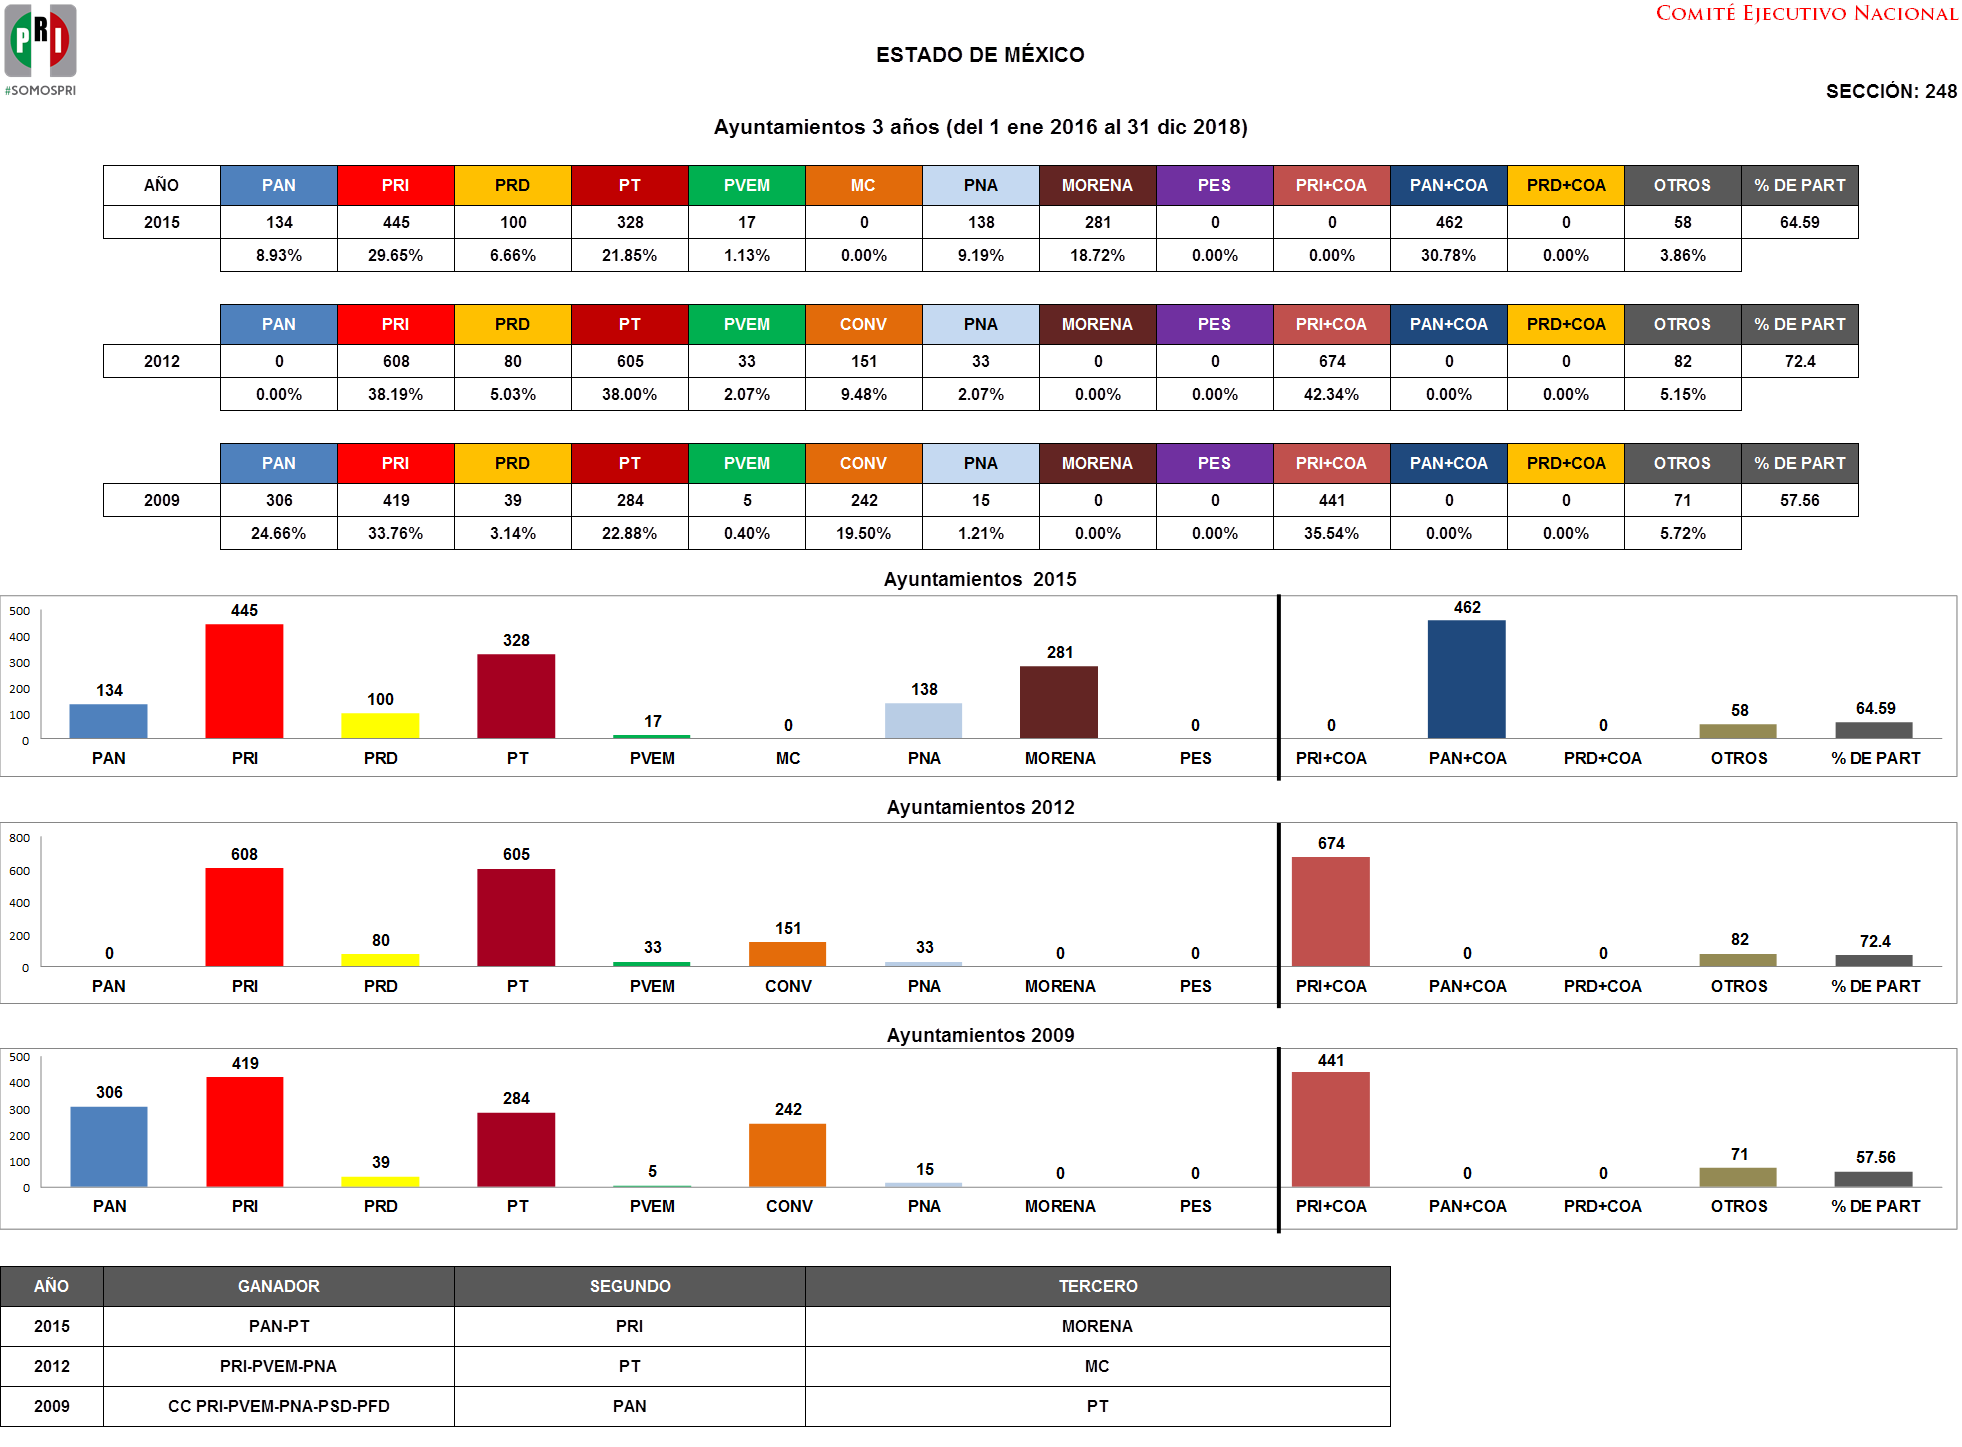 PRI
#SOMOSPRI
COMITÉ EJECUTIVO NACIONAL
ESTADO DE MÉXICO
SECCIÓN: 248
Ayuntamientos 3 años (del 1 ene 2016 al 31 dic 2018)
AÑO PAN PRI PRD PT PVEM MC PNA MORENA PES PRI+COA PAN+COA PRD+COA OTROS % DE PART
2015 134 445 100 328 17 0 138 281 0 0 462 0 58 64.59
8.93% 29.65% 6.66% 21.85% 1.13% 0.00% 9.19% 18.72% 0.00% 0.00% 30.78% 0.00% 3.86%
PAN PRI PRD PT PVEM CONV PNA MORENA PES PRI+COA PAN+COA PRD+COA OTROS % DE PART
2012 0 608 80 605 33 151 33 0 0 674 0 0 82 72.4
0.00% 38.19% 5.03% 38.00% 2.07% 9.48% 2.07% 0.00% 0.00% 42.34% 0.00% 0.00% 5.15%
PAN PRI PRD PT PVEM CONV PNA MORENA PES PRI+COA PAN+COA PRD+COA OTROS % DE PART
2009 306 419 39 284 5 242 15 0 0 441 0 0 71 57.56
24.66% 33.76% 3.14% 22.88% 0.40% 19.50% 1.21% 0.00% 0.00% 35.54% 0.00% 0.00% 5.72%
Ayuntamientos 2015
500
400
300
200
100
0
134 445 100 328 17 0 138 281 0 0 462 0 58 64.59
PAN PRI PRD PT PVEM MC PNA MORENA PES PRI+COA PAN+COA PRD+COA OTROS % DE PART
Ayuntamientos 2012
800
600
400
200
0
0 608 80 605 33 151 33 0 0 674 0 0 82 72.4
PAN PRI PRD PT PVEM CONV PNA MORENA PES PRI+COA PAN+COA PRD+COA OTROS % DE PART
Ayuntamientos 2009
500
400
300
200
100
0
306 419 39 284 5 242 15 0 0 441 0 0 71 57.56
PAN PRI PRD PT PVEM CONV PNA MORENA PES PRI+COA PAN+COA PRD+COA OTROS % DE PART
AÑO GANADOR SEGUNDO TERCERO
2015 PAN-PT PRI MORENA
2012 PRI-PVEM-PNA PT MC
2009 CC PRI-PVEM-PNA-PSD-PFD PAN PT